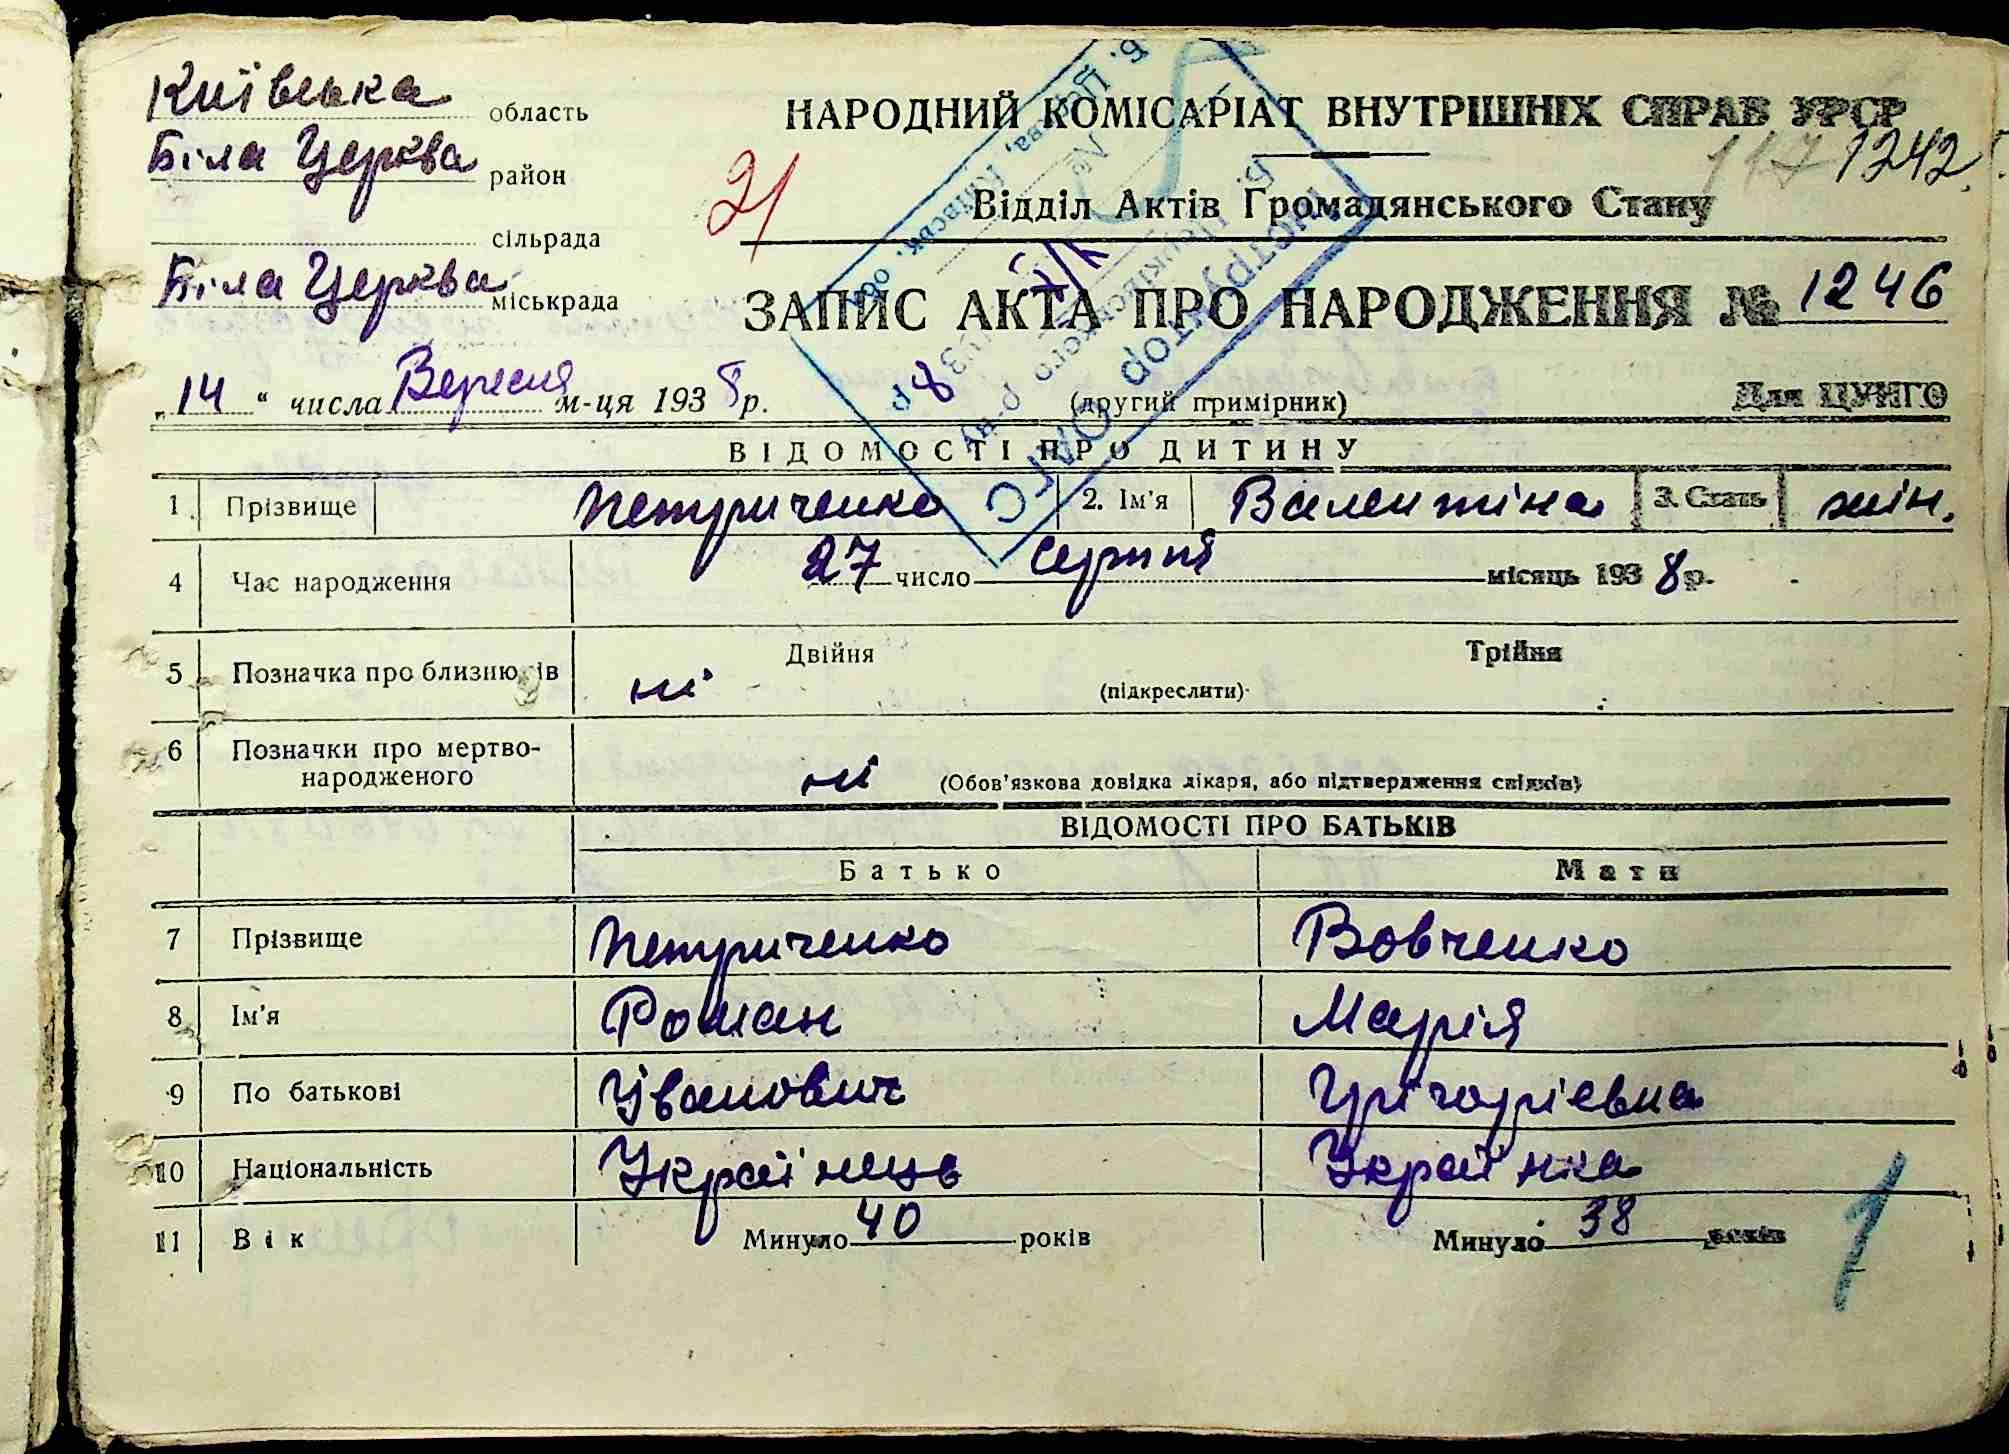 Київська область
Біла Церква район
сільрада
Біла Церква міськрада
НАРОДНИЙ КОМІСАРІАТ ВНУТРІШНІХ СПРАВ УРСР
117 1242
21
Відділ Актів Громадянського Стану
ЗАПИС АКТА ПРО НАРОДЖЕННЯ № 1246
„14" числа Вересня м-ця 1938 р.
(другий примірник)
Для ЦУНГО
ВІДОМОСТІ ПРО ДИТИНУ
1 Прізвище Петриченко 2. Ім'я Валентіна 3. Стать жін.
4 Час народження 27 число Серпня місяць 1938 р.
5 Позначка про близнюків ні Двійня Трійня
(підкреслити)
6 Позначки про мертво-
народженого ні (Обов'язкова довідка лікаря, або підтвердження свідків)
ВІДОМОСТІ ПРО БАТЬКІВ
Батько Мати
7 Прізвище Петриченко Вовченко
8 Ім'я Роман Марія
9 По батькові Іванович Грігорієвна
10 Національність Українець Українка
11 Вік Минуло 40 років Минуло 38 років
1